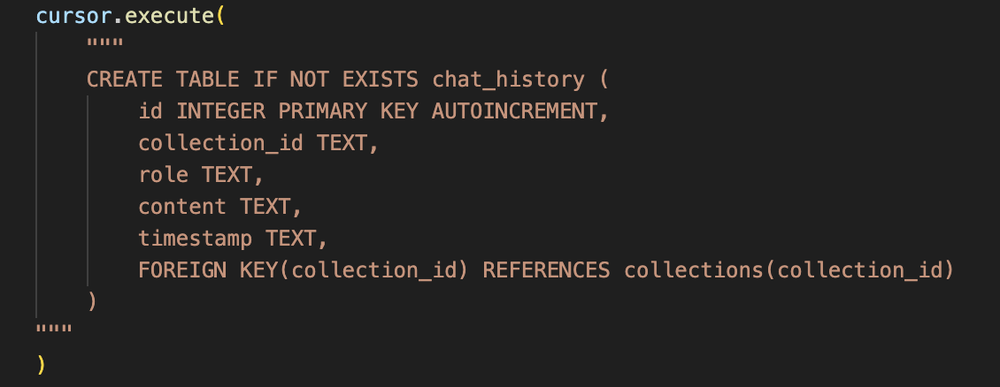 cursor.execute(
"""
CREATE TABLE IF NOT EXISTS chat_history (
id INTEGER PRIMARY KEY AUTOINCREMENT,
collection_id TEXT,
role TEXT,
content TEXT,
timestamp TEXT,
FOREIGN KEY(collection_id) REFERENCES collections(collection_id)
)
"""
)